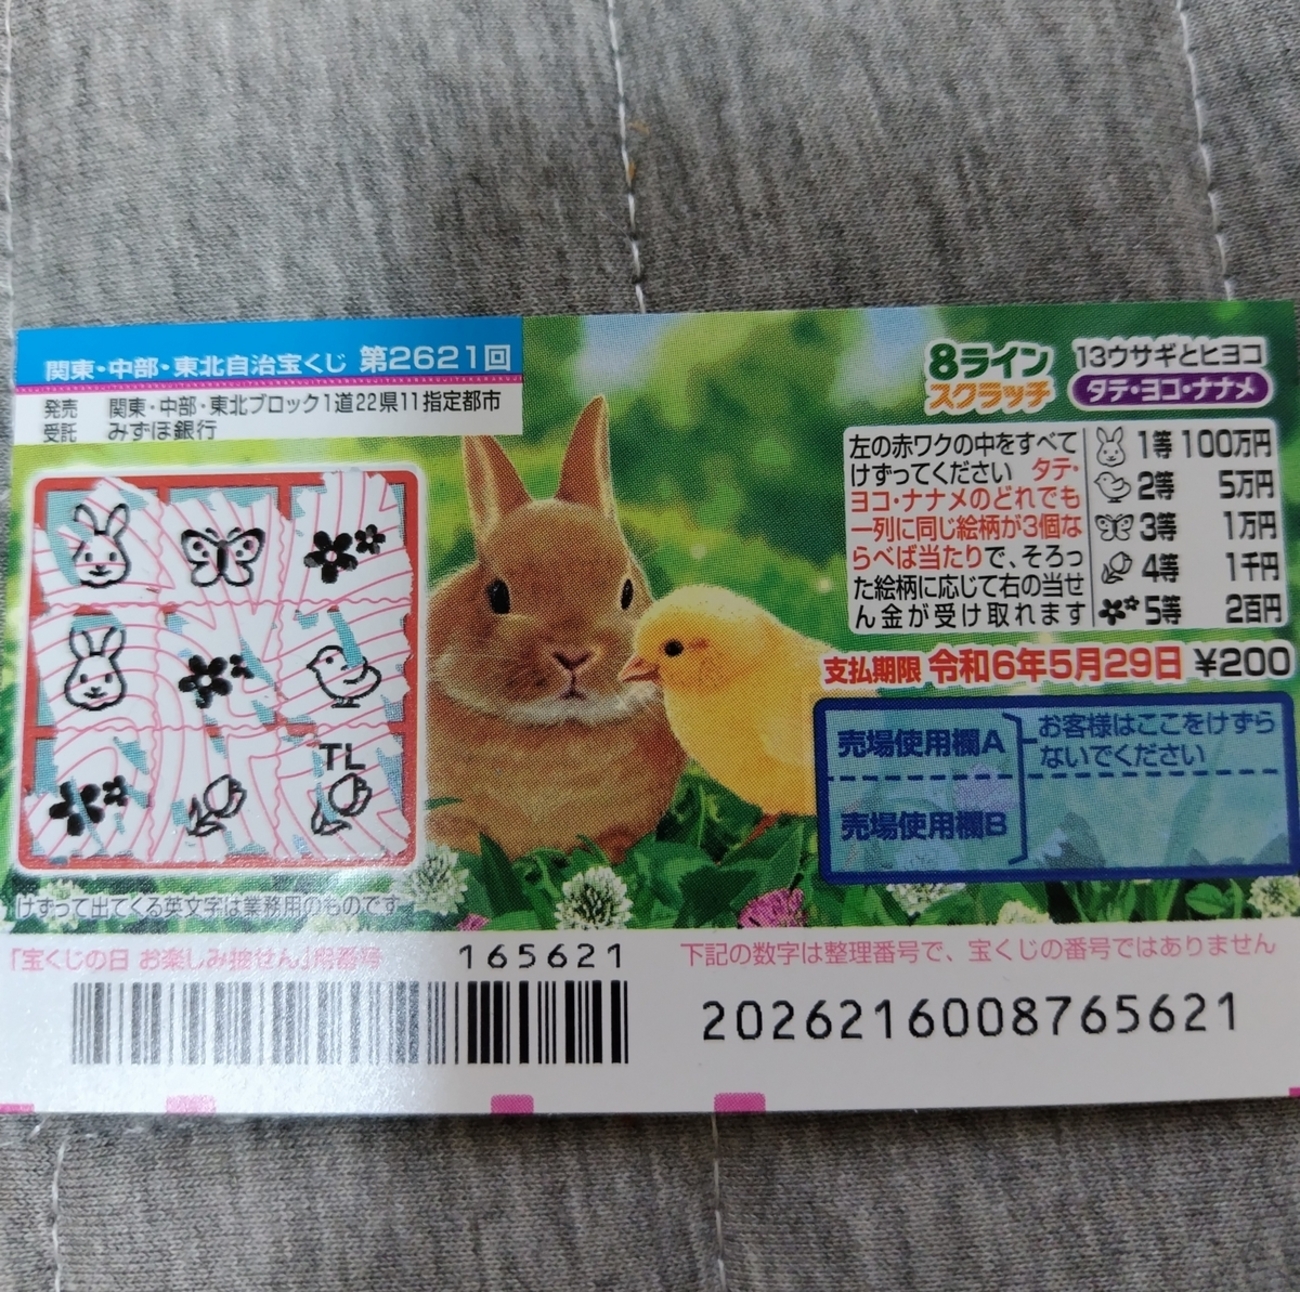 関東・中部・東北自治宝くじ 第2621回
発売 関東・中部・東北ブロック1道22県11指定都市
受託 みずほ銀行
8ライン
スクラッチ
13ウサギとヒヨコ
タテ・ヨコ・ナナメ
左の赤ワクの中をすべて
けずってください タテ・
ヨコ・ナナメのどれでも
一列に同じ絵柄が3個な
らべば当たりで、そろっ
た絵柄に応じて右の当せ
ん金が受け取れます
1等 100万円
2等 5万円
3等 1万円
4等 1千円
5等 2百円
支払期限 令和6年5月29日 ¥200
売場使用欄A
売場使用欄B
お客様はここをけずら
ないでください
TL
けずって出てくる英文字は業務用のものです
「宝くじの日 お楽しみ抽せん」用番号
165621
下記の数字は整理番号で、宝くじの番号ではありません
2026216008765621